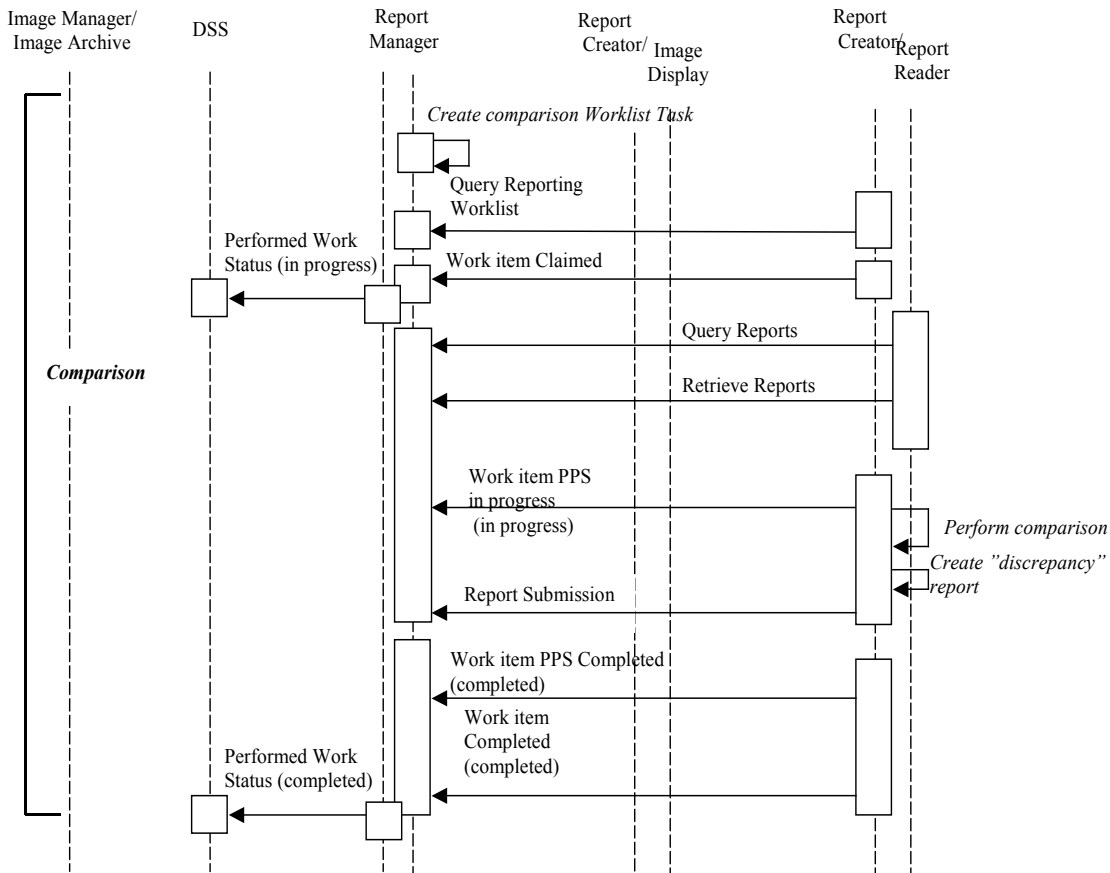 Image Manager/
Image Archive
DSS
Report
Manager
Report
Creator/
Image
Display
Report
Creator/
Report
Reader
Create comparison Worklist Task
Query Reporting
Worklist
Performed Work
Status (in progress)
Work item Claimed
Query Reports
Comparison
Retrieve Reports
Work item PPS
in progress
(in progress)
Perform comparison
Create ”discrepancy”
report
Report Submission
Work item PPS Completed
(completed)
Work item
Completed
(completed)
Performed Work
Status (completed)